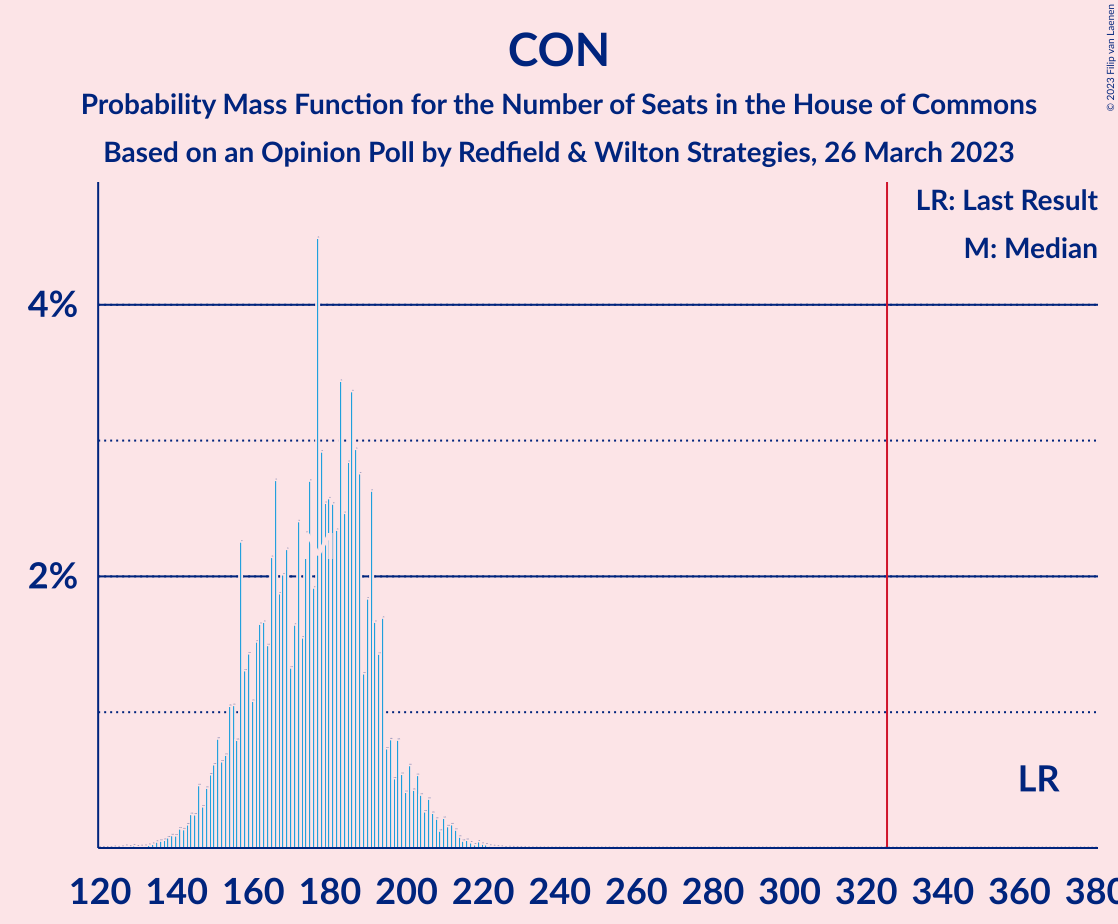 CON
Probability Mass Function for the Number of Seats in the House of Commons
Based on an Opinion Poll by Redfield & Wilton Strategies, 26 March 2023
© 2023 Filip van Laenen
LR: Last Result
M: Median
4%
2%
LR
120 140 160 180 200 220 240 260 280 300 320 340 360 380